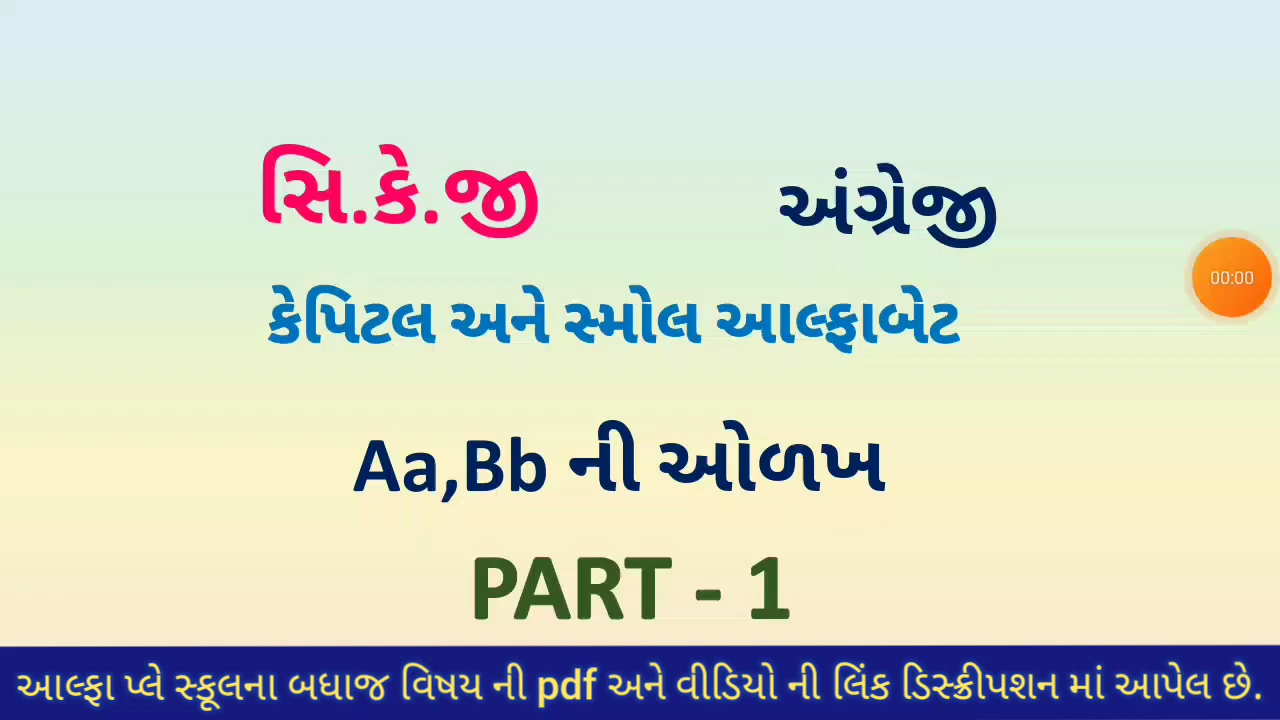 સિ.કે.જી અંગ્રેજી
00:00
કેપિટલ અને સ્મોલ આલ્ફાબેટ
Aa,Bb ની ઓળખ
PART - 1
આલ્ફા પ્લે સ્કૂલના બધાજ વિષય ની pdf અને વીડિયો ની લિંક ડિસ્ક્રીપશન માં આપેલ છે.